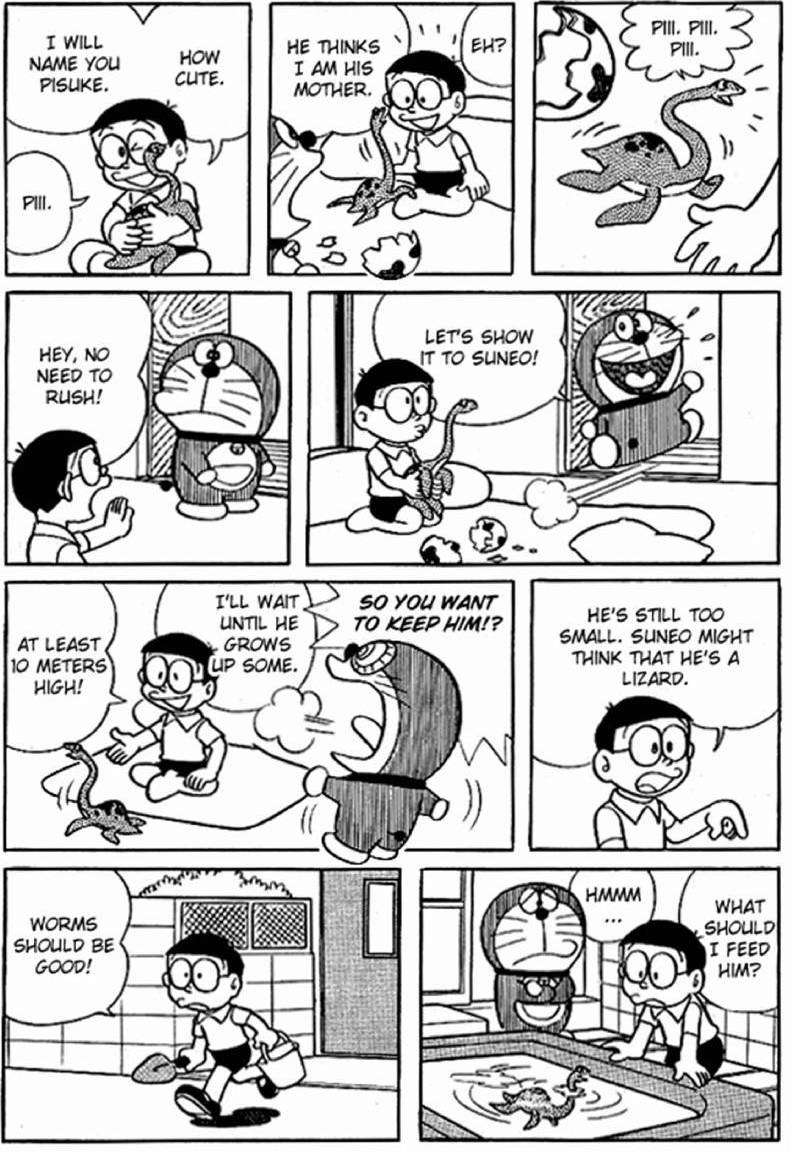 PIII. PIII.
PIII.
EH?
HE THINKS
I AM HIS
MOTHER.
HOW
CUTE.
I WILL
NAME YOU
PISUKE.
PIII.
LET'S SHOW
IT TO SUNEO!
HEY, NO
NEED TO
RUSH!
HE'S STILL TOO
SMALL. SUNEO MIGHT
THINK THAT HE'S A
LIZARD.
SO YOU WANT
TO KEEP HIM!?
I'LL WAIT
UNTIL HE
GROWS
UP SOME.
AT LEAST
10 METERS
HIGH!
WHAT
SHOULD
I FEED
HIM?
HMMM
...
WORMS
SHOULD BE
GOOD!